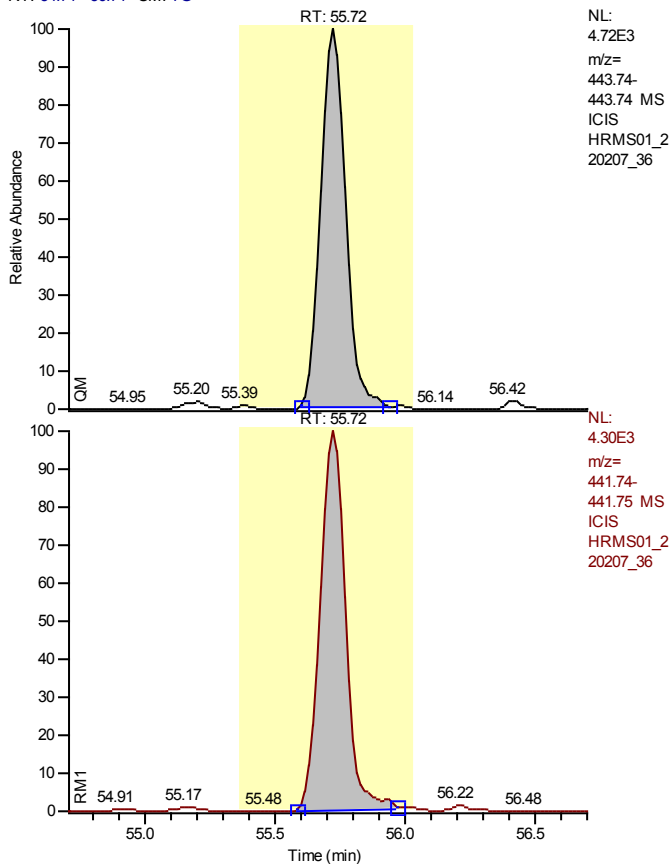 RT: 55.72
NL:
4.72E3
m/z=
443.74-
443.74 MS
ICIS
HRMS01_2
20207_36
100
90
80
70
60
50
40
30
20
10
0
Relative Abundance
QM
54.95
55.20
55.39
56.14
56.42
RT: 55.72
NL:
4.30E3
m/z=
441.74-
441.75 MS
ICIS
HRMS01_2
20207_36
100
90
80
70
60
50
40
30
20
10
0
RM1
54.91
55.17
55.48
56.22
56.48
55.0
55.5
56.0
56.5
Time (min)